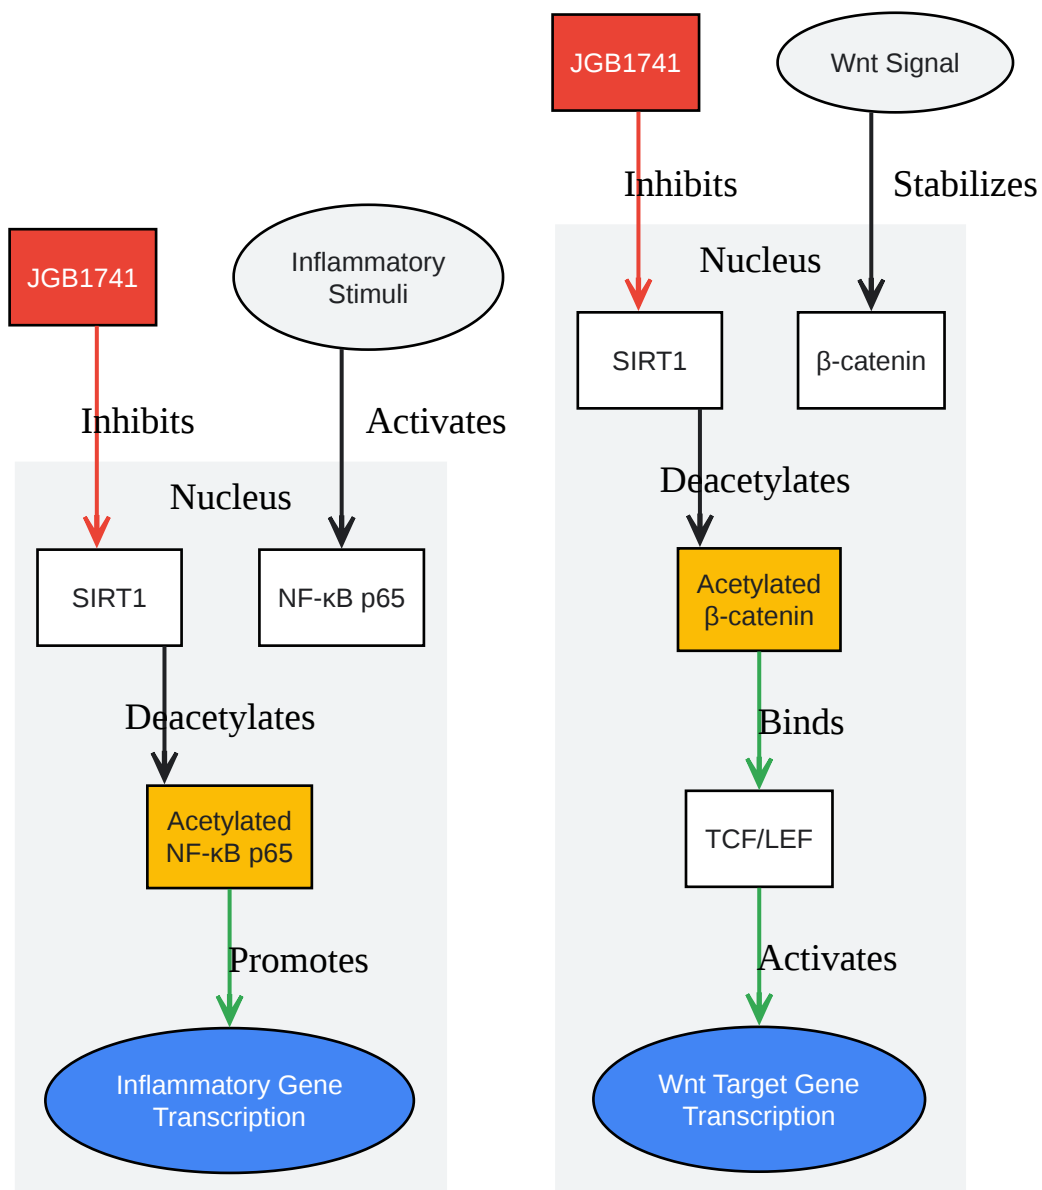 JGB1741
Inflammatory
Stimuli
Inhibits
Activates
Nucleus
SIRT1
NF-κB p65
Deacetylates
Acetylated
NF-κB p65
Promotes
Inflammatory Gene
Transcription
JGB1741
Wnt Signal
Inhibits
Stabilizes
Nucleus
SIRT1
β-catenin
Deacetylates
Acetylated
β-catenin
Binds
TCF/LEF
Activates
Wnt Target Gene
Transcription